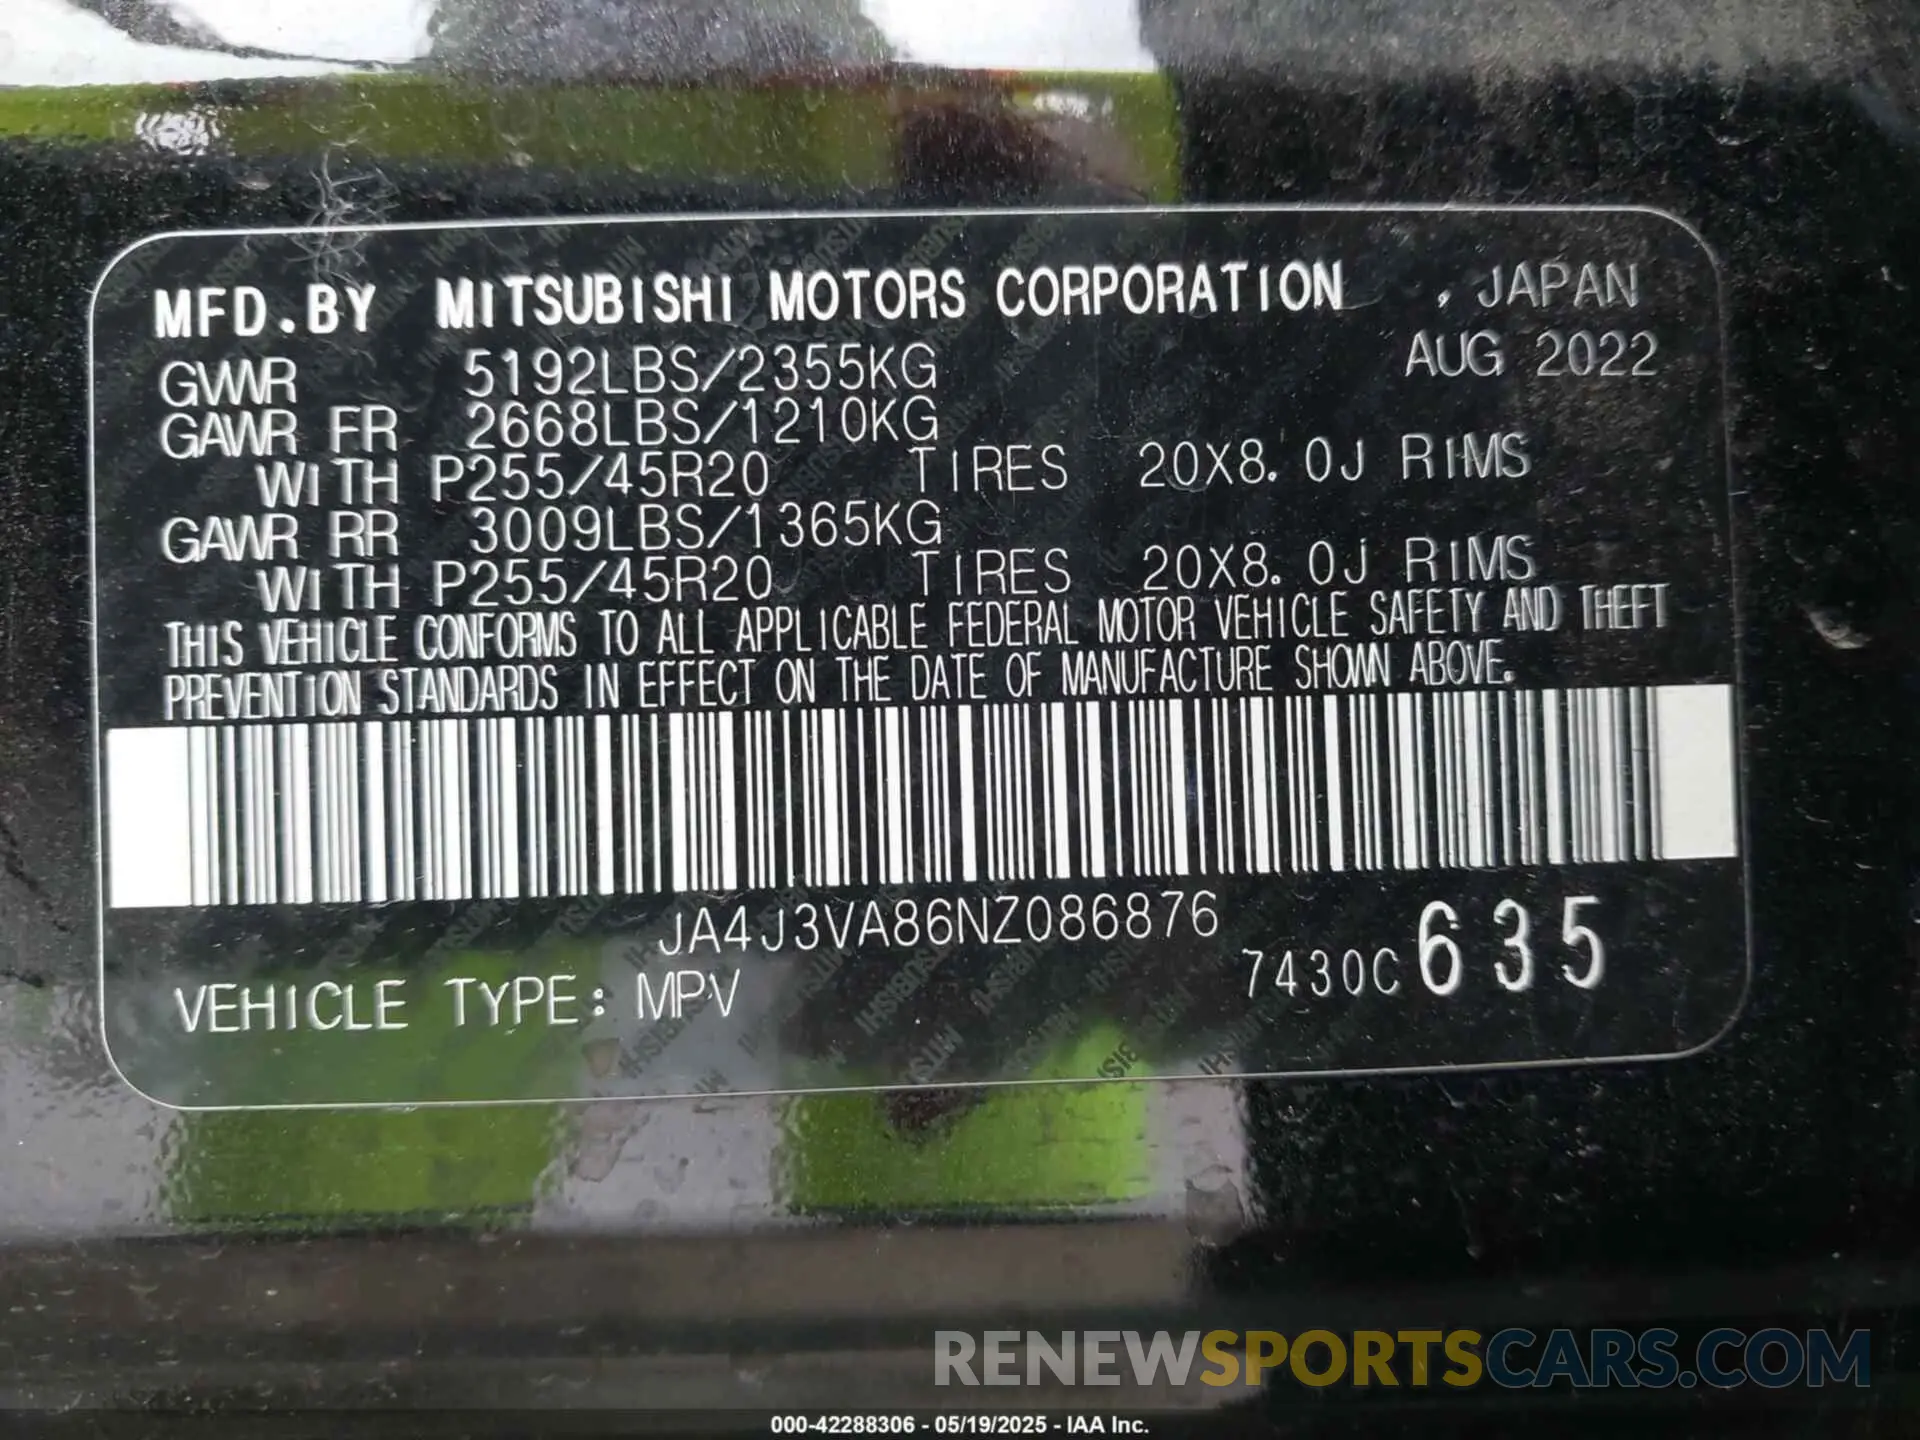 MFD.BY MITSUBISHI MOTORS CORPORATION , JAPAN
GVWR 5192LBS/2355KG AUG 2022
GAWR FR 2668LBS/1210KG
WITH P255/45R20 TIRES 20X8.0J RIMS
GAWR RR 3009LBS/1365KG
WITH P255/45R20 TIRES 20X8.0J RIMS
THIS VEHICLE CONFORMS TO ALL APPLICABLE FEDERAL MOTOR VEHICLE SAFETY AND THEFT
PREVENTION STANDARDS IN EFFECT ON THE DATE OF MANUFACTURE SHOWN ABOVE.
JA4J3VA86NZ086876
7430C 635
VEHICLE TYPE: MPV
RENEWSPORTSCARS.COM
000-42288306 - 05/19/2025 - IAA Inc.